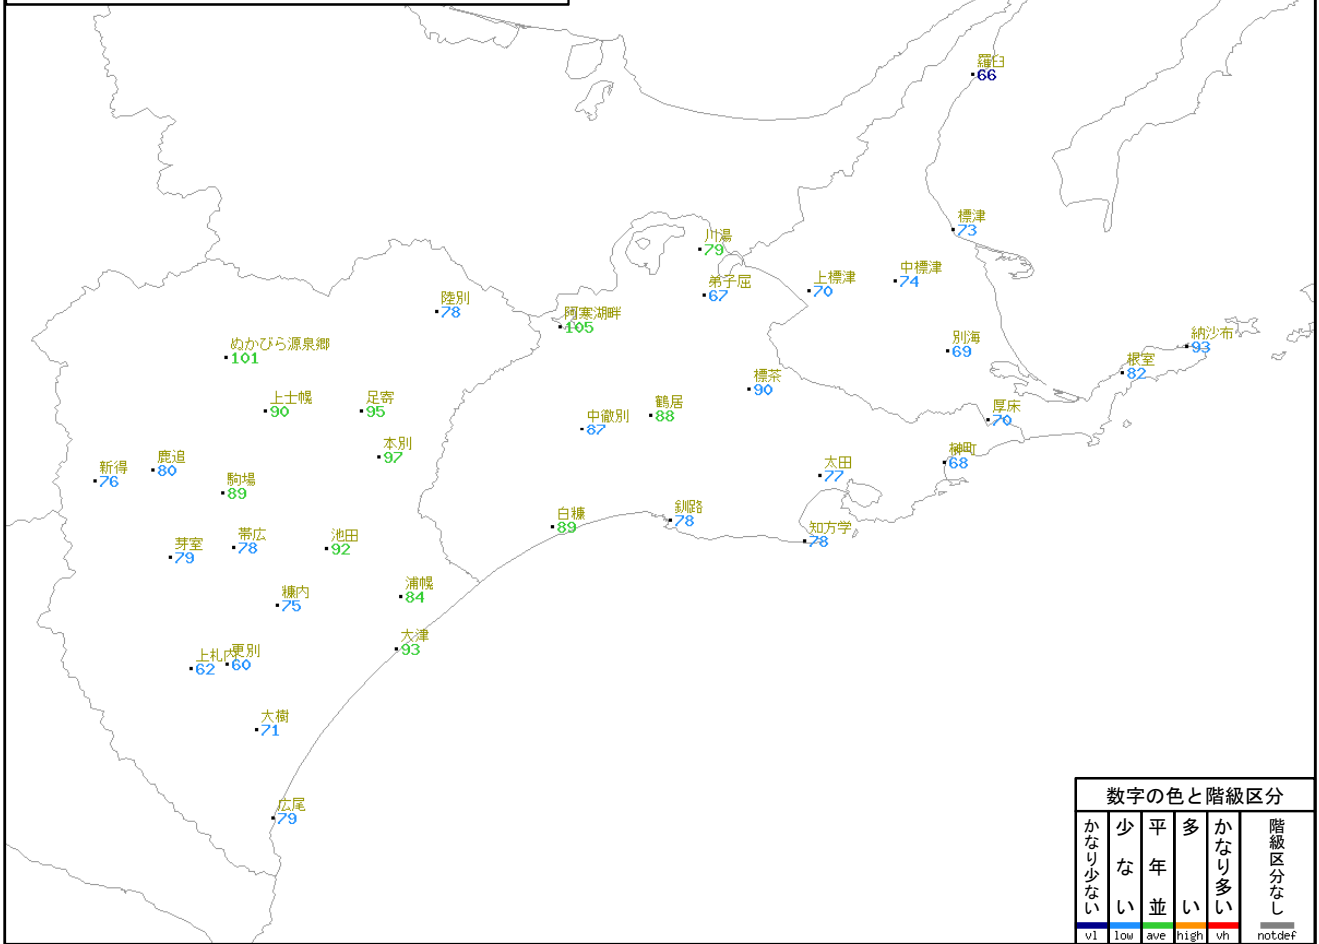 羅臼
66
標津
73
川湯
79
中標津
74
上標津
70
弟子屈
67
陸別
78
阿寒湖畔
105
納沙布
93
ぬかびら源泉郷
101
別海
69
根室
82
標茶
90
上士幌
90
足寄
95
鶴居
88
厚床
70
中徹別
87
本別
97
榊町
68
鹿追
80
新得
76
太田
77
駒場
89
白糠
89
釧路
78
知方学
78
帯広
78
池田
92
芽室
79
浦幌
84
糠内
75
大津
93
更別
60
上札内
62
大樹
71
広尾
79
数字の色と階級区分
かなり少ない
少ない
平年並
多い
かなり多い
階級区分なし
vl low ave high vh notdef